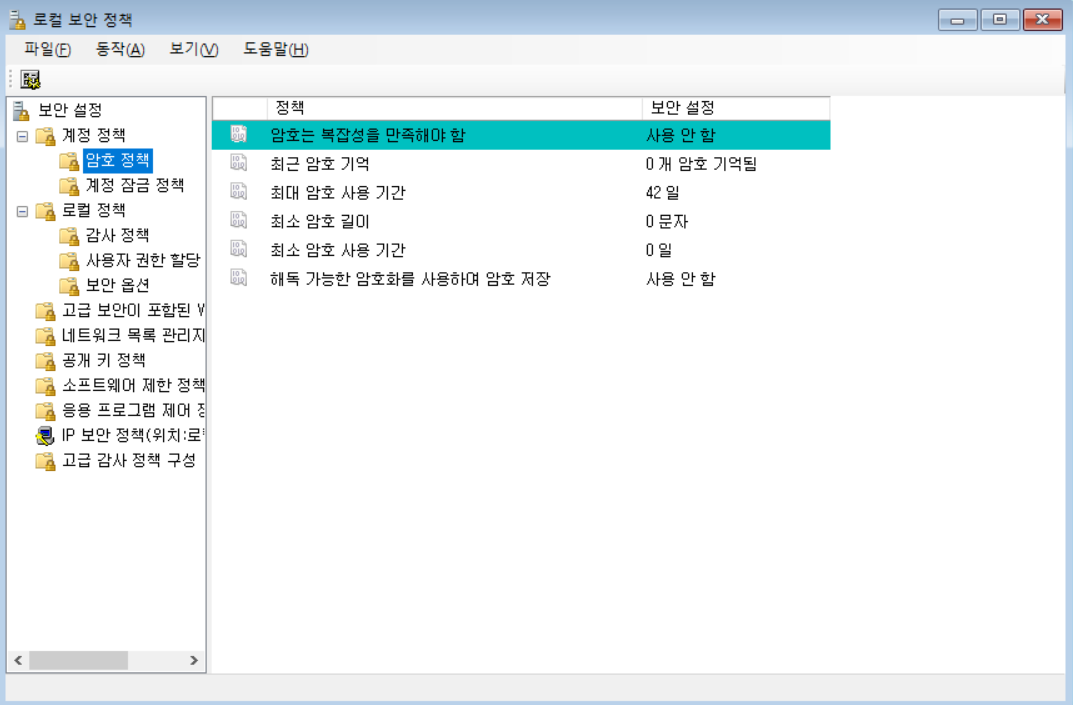 로컬 보안 정책
파일(F) 동작(A) 보기(V) 도움말(H)
보안 설정
계정 정책
암호 정책
계정 잠금 정책
로컬 정책
감사 정책
사용자 권한 할당
보안 옵션
고급 보안이 포함된 W
네트워크 목록 관리자
공개 키 정책
소프트웨어 제한 정책
응용 프로그램 제어 정
IP 보안 정책(위치:로
고급 감사 정책 구성
정책 보안 설정
암호는 복잡성을 만족해야 함 사용 안 함
최근 암호 기억 0 개 암호 기억됨
최대 암호 사용 기간 42 일
최소 암호 길이 0 문자
최소 암호 사용 기간 0 일
해독 가능한 암호화를 사용하여 암호 저장 사용 안 함